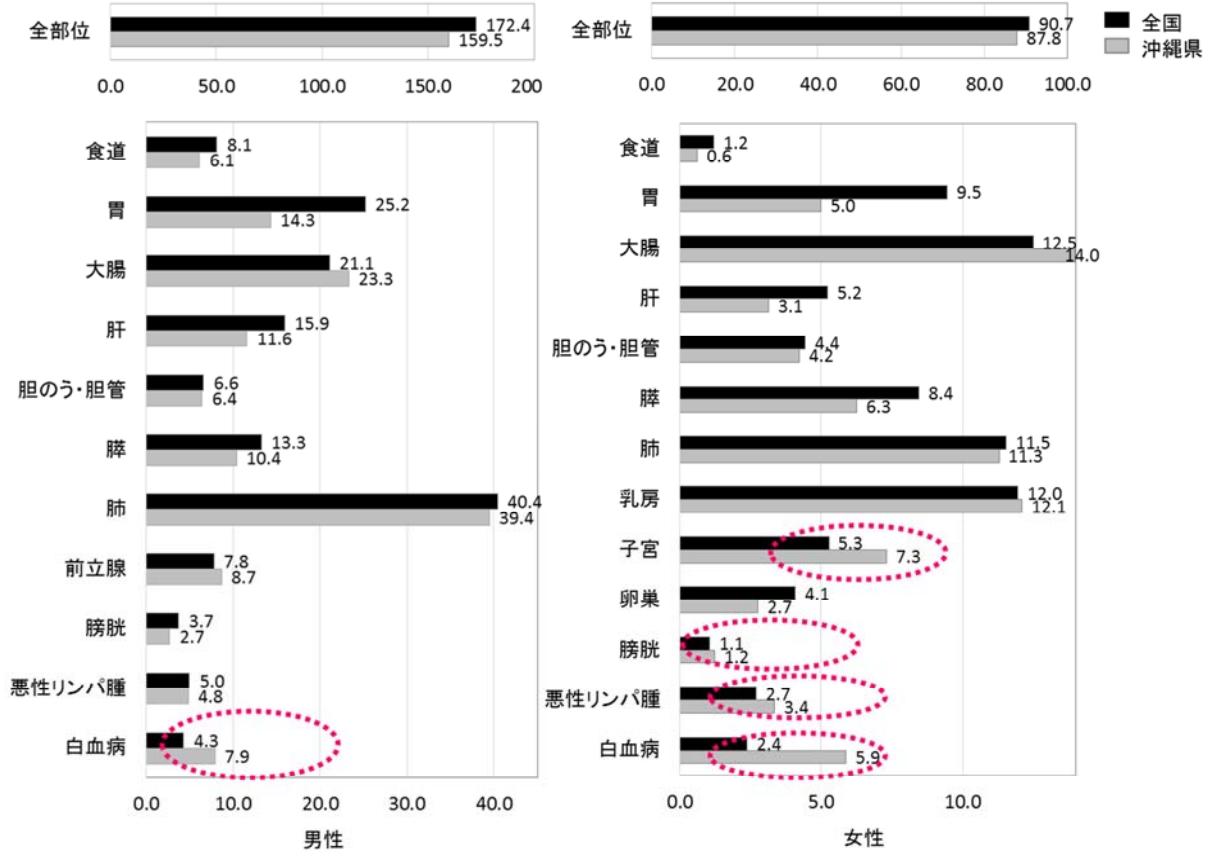 全部位
172.4
159.5
0.0 50.0 100.0 160.0 200
食道
8.1
6.1
胃
25.2
14.3
大腸
21.1
23.3
肝
15.9
11.6
胆のう・胆管
6.6
6.4
膵
13.3
10.4
肺
40.4
39.4
前立腺
7.8
8.7
膀胱
3.7
2.7
悪性リンパ腫
5.0
4.8
白血病
4.3
7.9
0.0 10.0 20.0 30.0 40.0
男性
全部位
90.7
87.8
0.0 20.0 40.0 60.0 80.0 100.0
全国
沖縄県
食道
1.2
0.6
胃
9.5
5.0
大腸
12.5
14.0
肝
5.2
3.1
胆のう・胆管
4.4
4.2
膵
8.4
6.3
肺
11.5
11.3
乳房
12.0
12.1
子宮
5.3
7.3
卵巣
4.1
2.7
膀胱
1.1
1.2
悪性リンパ腫
2.7
3.4
白血病
2.4
5.9
0.0 5.0 10.0
女性